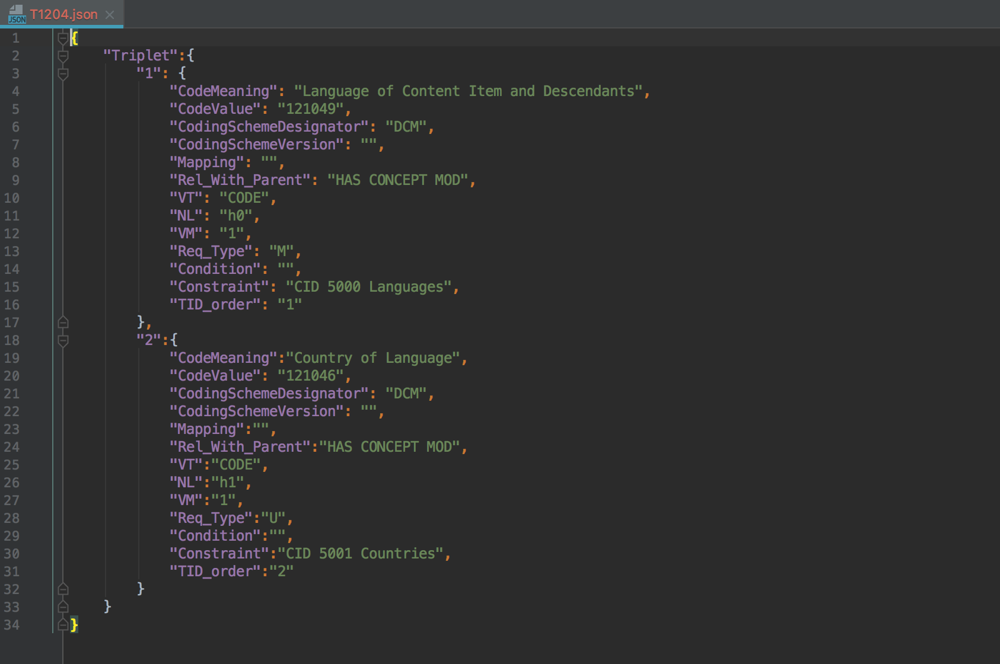 JSON T1204.json
1 {
2     "Triplet":{
3         "1": {
4             "CodeMeaning": "Language of Content Item and Descendants",
5             "CodeValue": "121049",
6             "CodingSchemeDesignator": "DCM",
7             "CodingSchemeVersion": "",
8             "Mapping": "",
9             "Rel_With_Parent": "HAS CONCEPT MOD",
10             "VT": "CODE",
11             "NL": "h0",
12             "VM": "1",
13             "Req_Type": "M",
14             "Condition": "",
15             "Constraint": "CID 5000 Languages",
16             "TID_order": "1"
17         },
18         "2":{
19             "CodeMeaning":"Country of Language",
20             "CodeValue": "121046",
21             "CodingSchemeDesignator": "DCM",
22             "CodingSchemeVersion": "",
23             "Mapping":"",
24             "Rel_With_Parent":"HAS CONCEPT MOD",
25             "VT":"CODE",
26             "NL":"h1",
27             "VM":"1",
28             "Req_Type":"U",
29             "Condition":"",
30             "Constraint":"CID 5001 Countries",
31             "TID_order":"2"
32         }
33     }
34 }